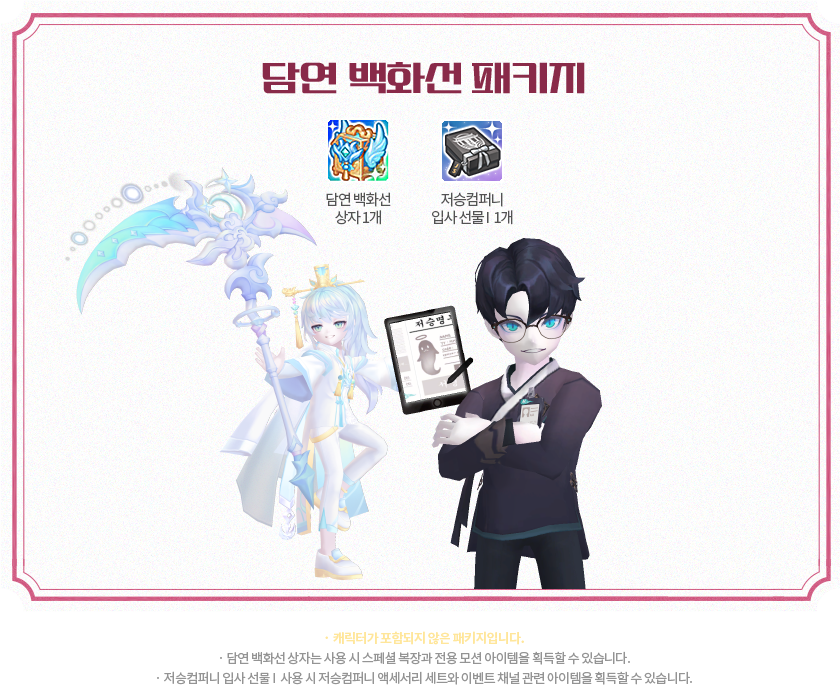 담연 백화선 패키지
담연 백화선
상자 1개
저승컴퍼니
입사 선물 I 1개
저승명
· 캐릭터가 포함되지 않은 패키지입니다.
· 담연 백화선 상자는 사용 시 스페셜 복장과 전용 모션 아이템을 획득할 수 있습니다.
· 저승컴퍼니 입사 선물 I 사용 시 저승컴퍼니 액세서리 세트와 이벤트 채널 관련 아이템을 획득할 수 있습니다.